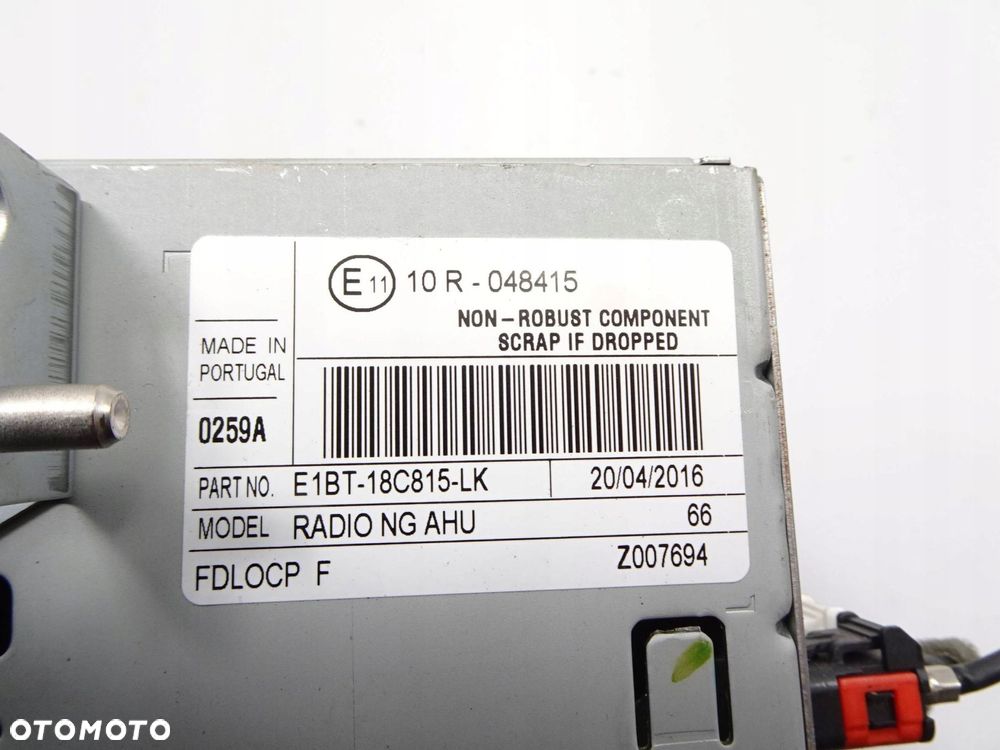 E 11 10 R - 048415
NON-ROBUST COMPONENT
SCRAP IF DROPPED
MADE IN
PORTUGAL
0259A
PART NO. E1BT-18C815-LK 20/04/2016
MODEL RADIO NG AHU 66
FDLOCP F Z007694
OTOMOTO